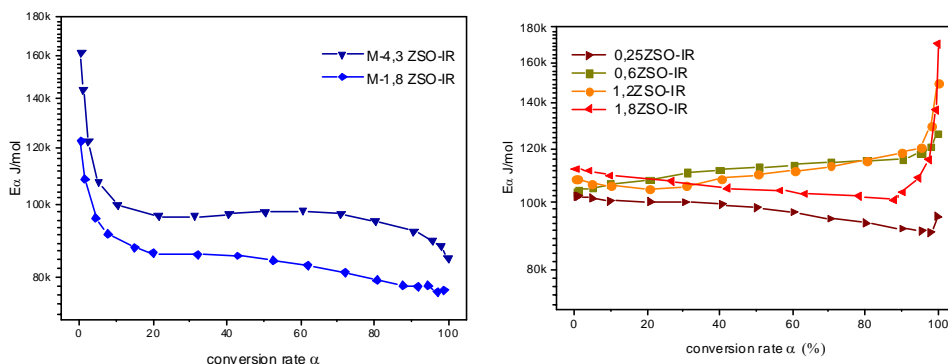 180k
160k
140k
120k
100k
80k
Eα J/mol
M-4,3 ZSO-IR
M-1,8 ZSO-IR
0 20 40 60 80 100
conversion rate α
180k
160k
140k
120k
100k
80k
Eα J/mol
0,25ZSO-IR
0,6ZSO-IR
1,2ZSO-IR
1,8ZSO-IR
0 20 40 60 80 100
conversion rate α (%)